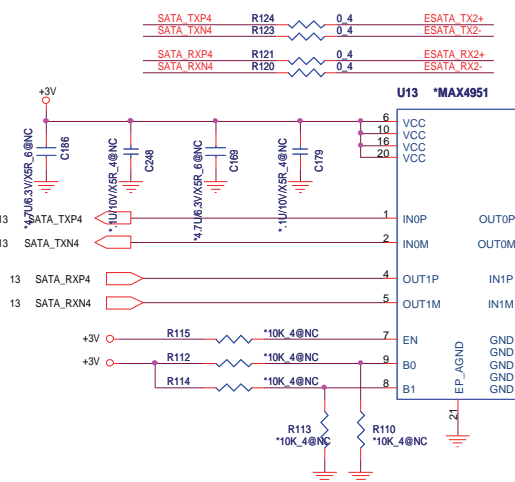 SATA_TXP4 R124 0_4 ESATA_TX2+
SATA_TXN4 R123 0_4 ESATA_TX2-
SATA_RXP4 R121 0_4 ESATA_RX2+
SATA_RXN4 R120 0_4 ESATA_RX2-
U13 *MAX4951
+3V
6 VCC
10 VCC
16 VCC
20 VCC
*4.7U/6.3V/X5R_6@NC
C186
*.1U/10V/X5R_4@NC
C248
*4.7U/6.3V/X5R_6@NC
C169
*.1U/10V/X5R_4@NC
C179
13 SATA_TXP4 1 IN0P OUT0P
13 SATA_TXN4 2 IN0M OUT0M
13 SATA_RXP4 4 OUT1P IN1P
13 SATA_RXN4 5 OUT1M IN1M
+3V R115 *10K_4@NC 7 EN GND
+3V R112 *10K_4@NC 9 B0 GND
GND
GND
R114 *10K_4@NC 8 B1 GND
EP_AGND
21
R113 *10K_4@NC
R110 *10K_4@NC